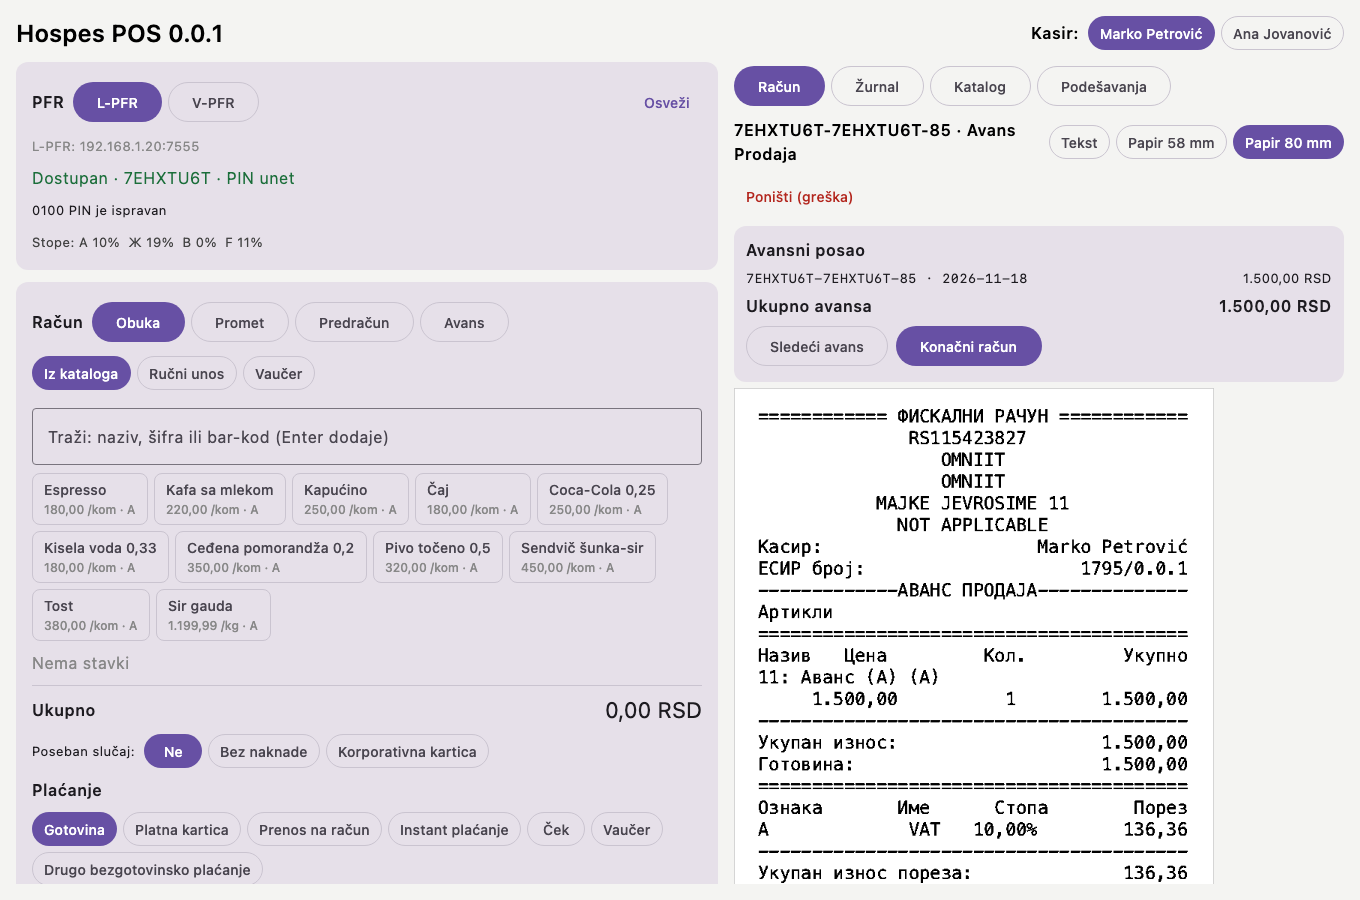 Hospes POS 0.0.1
Kasir: Marko Petrović Ana Jovanović
PFR L-PFR V-PFR Osveži
L-PFR: 192.168.1.20:7555
Dostupan · 7EHXTU6T · PIN unet
0100 PIN je ispravan
Stope: A 10% Ж 19% B 0% F 11%
Račun Obuka Promet Predračun Avans
Iz kataloga Ručni unos Vaučer
Traži: naziv, šifra ili bar-kod (Enter dodaje)
Espresso Kafa sa mlekom Kapućino Čaj Coca-Cola 0,25
180,00 /kom · A 220,00 /kom · A 250,00 /kom · A 180,00 /kom · A 250,00 /kom · A
Kisela voda 0,33 Ceđena pomorandža 0,2 Pivo točeno 0,5 Sendvič šunka-sir
180,00 /kom · A 350,00 /kom · A 320,00 /kom · A 450,00 /kom · A
Tost Sir gauda
380,00 /kom · A 1.199,99 /kg · A
Nema stavki
Ukupno 0,00 RSD
Poseban slučaj: Ne Bez naknade Korporativna kartica
Plaćanje
Gotovina Platna kartica Prenos na račun Instant plaćanje Ček Vaučer
Drugo bezgotovinsko plaćanje
Račun Žurnal Katalog Podešavanja
7EHXTU6T-7EHXTU6T-85 · Avans
Prodaja
Tekst Papir 58 mm Papir 80 mm
Poništi (greška)
Avansni posao
7EHXTU6T-7EHXTU6T-85 · 2026-11-18 1.500,00 RSD
Ukupno avansa 1.500,00 RSD
Sledeći avans Konačni račun
============ ФИСКАЛНИ РАЧУН ============
RS115423827
OMNIIT
OMNIIT
MAJKE JEVROSIME 11
NOT APPLICABLE
Касир: Marko Petrović
ЕСИР број: 1795/0.0.1
-------------АВАНС ПРОДАЈА--------------
Артикли
========================================
Назив Цена Кол. Укупно
11: Аванс (А) (А)
1.500,00 1 1.500,00
----------------------------------------
Укупан износ: 1.500,00
Готовина: 1.500,00
========================================
Ознака Име Стопа Порез
А VAT 10,00% 136,36
----------------------------------------
Укупан износ пореза: 136,36